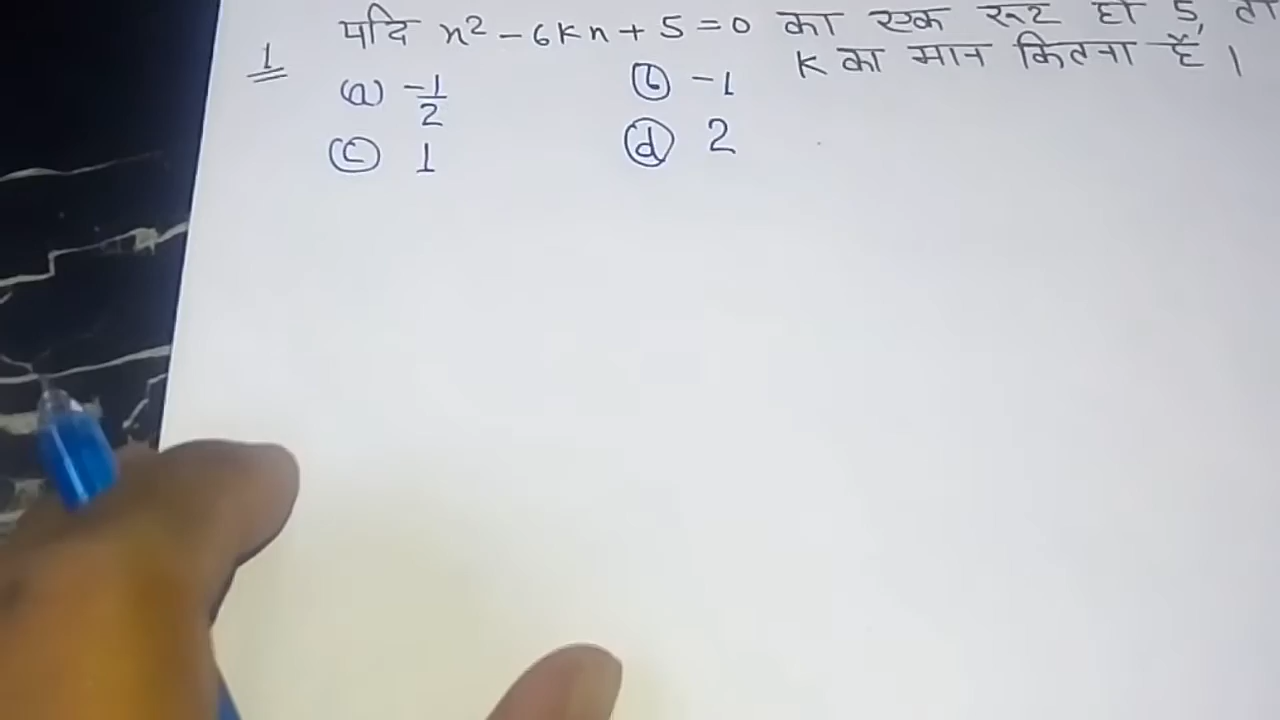 1 यदि x² - 6kx + 5 = 0 का एक रूट हो 5, तो
k का मान कितना है ।
(a) -1/2 (b) -1
(c) 1 (d) 2